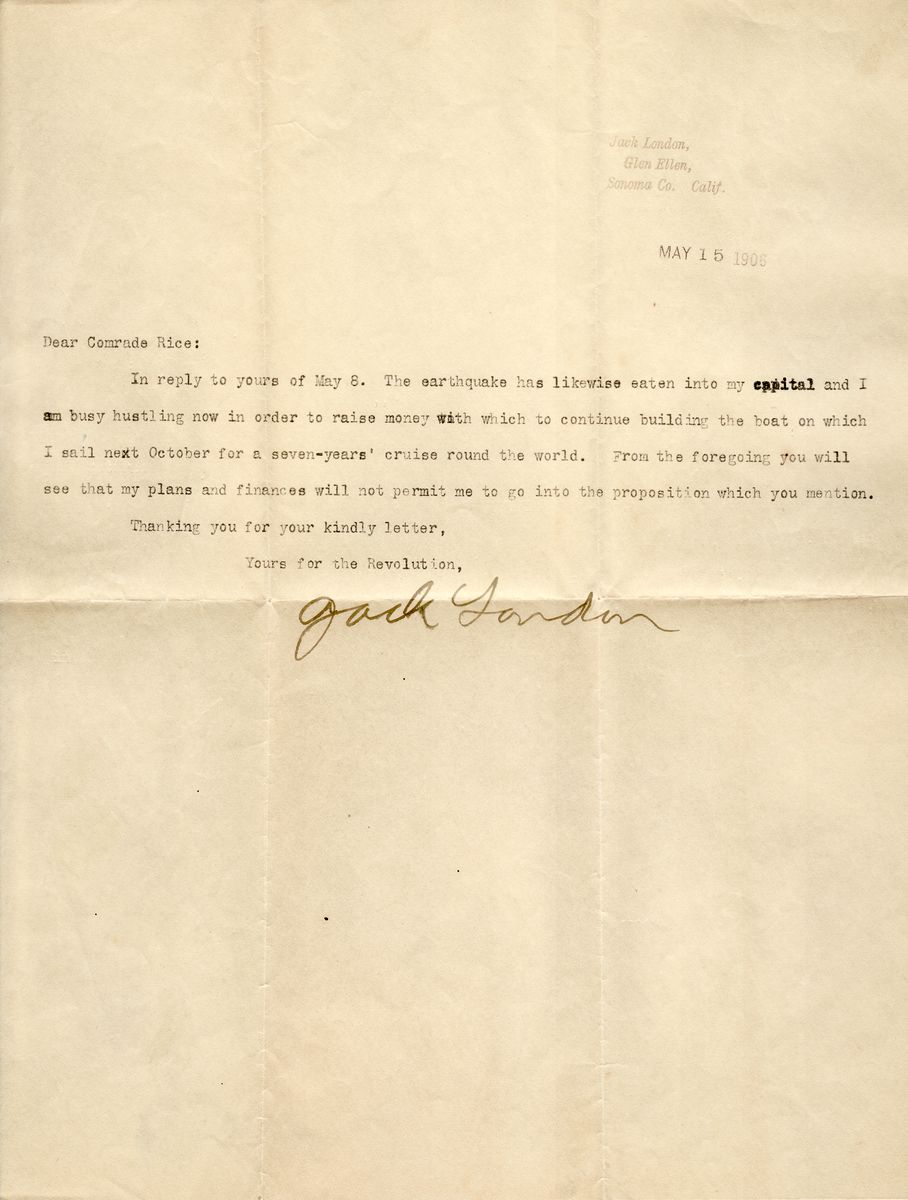 Jack London,
Glen Ellen,
Sonoma Co. Calif.
MAY 15 1906
Dear Comrade Rice:
In reply to yours of May 8. The earthquake has likewise eaten into my capital and I
am busy hustling now in order to raise money with which to continue building the boat on which
I sail next October for a seven-years' cruise round the world. From the foregoing you will
see that my plans and finances will not permit me to go into the proposition which you mention.
Thanking you for your kindly letter,
Yours for the Revolution,
Jack London